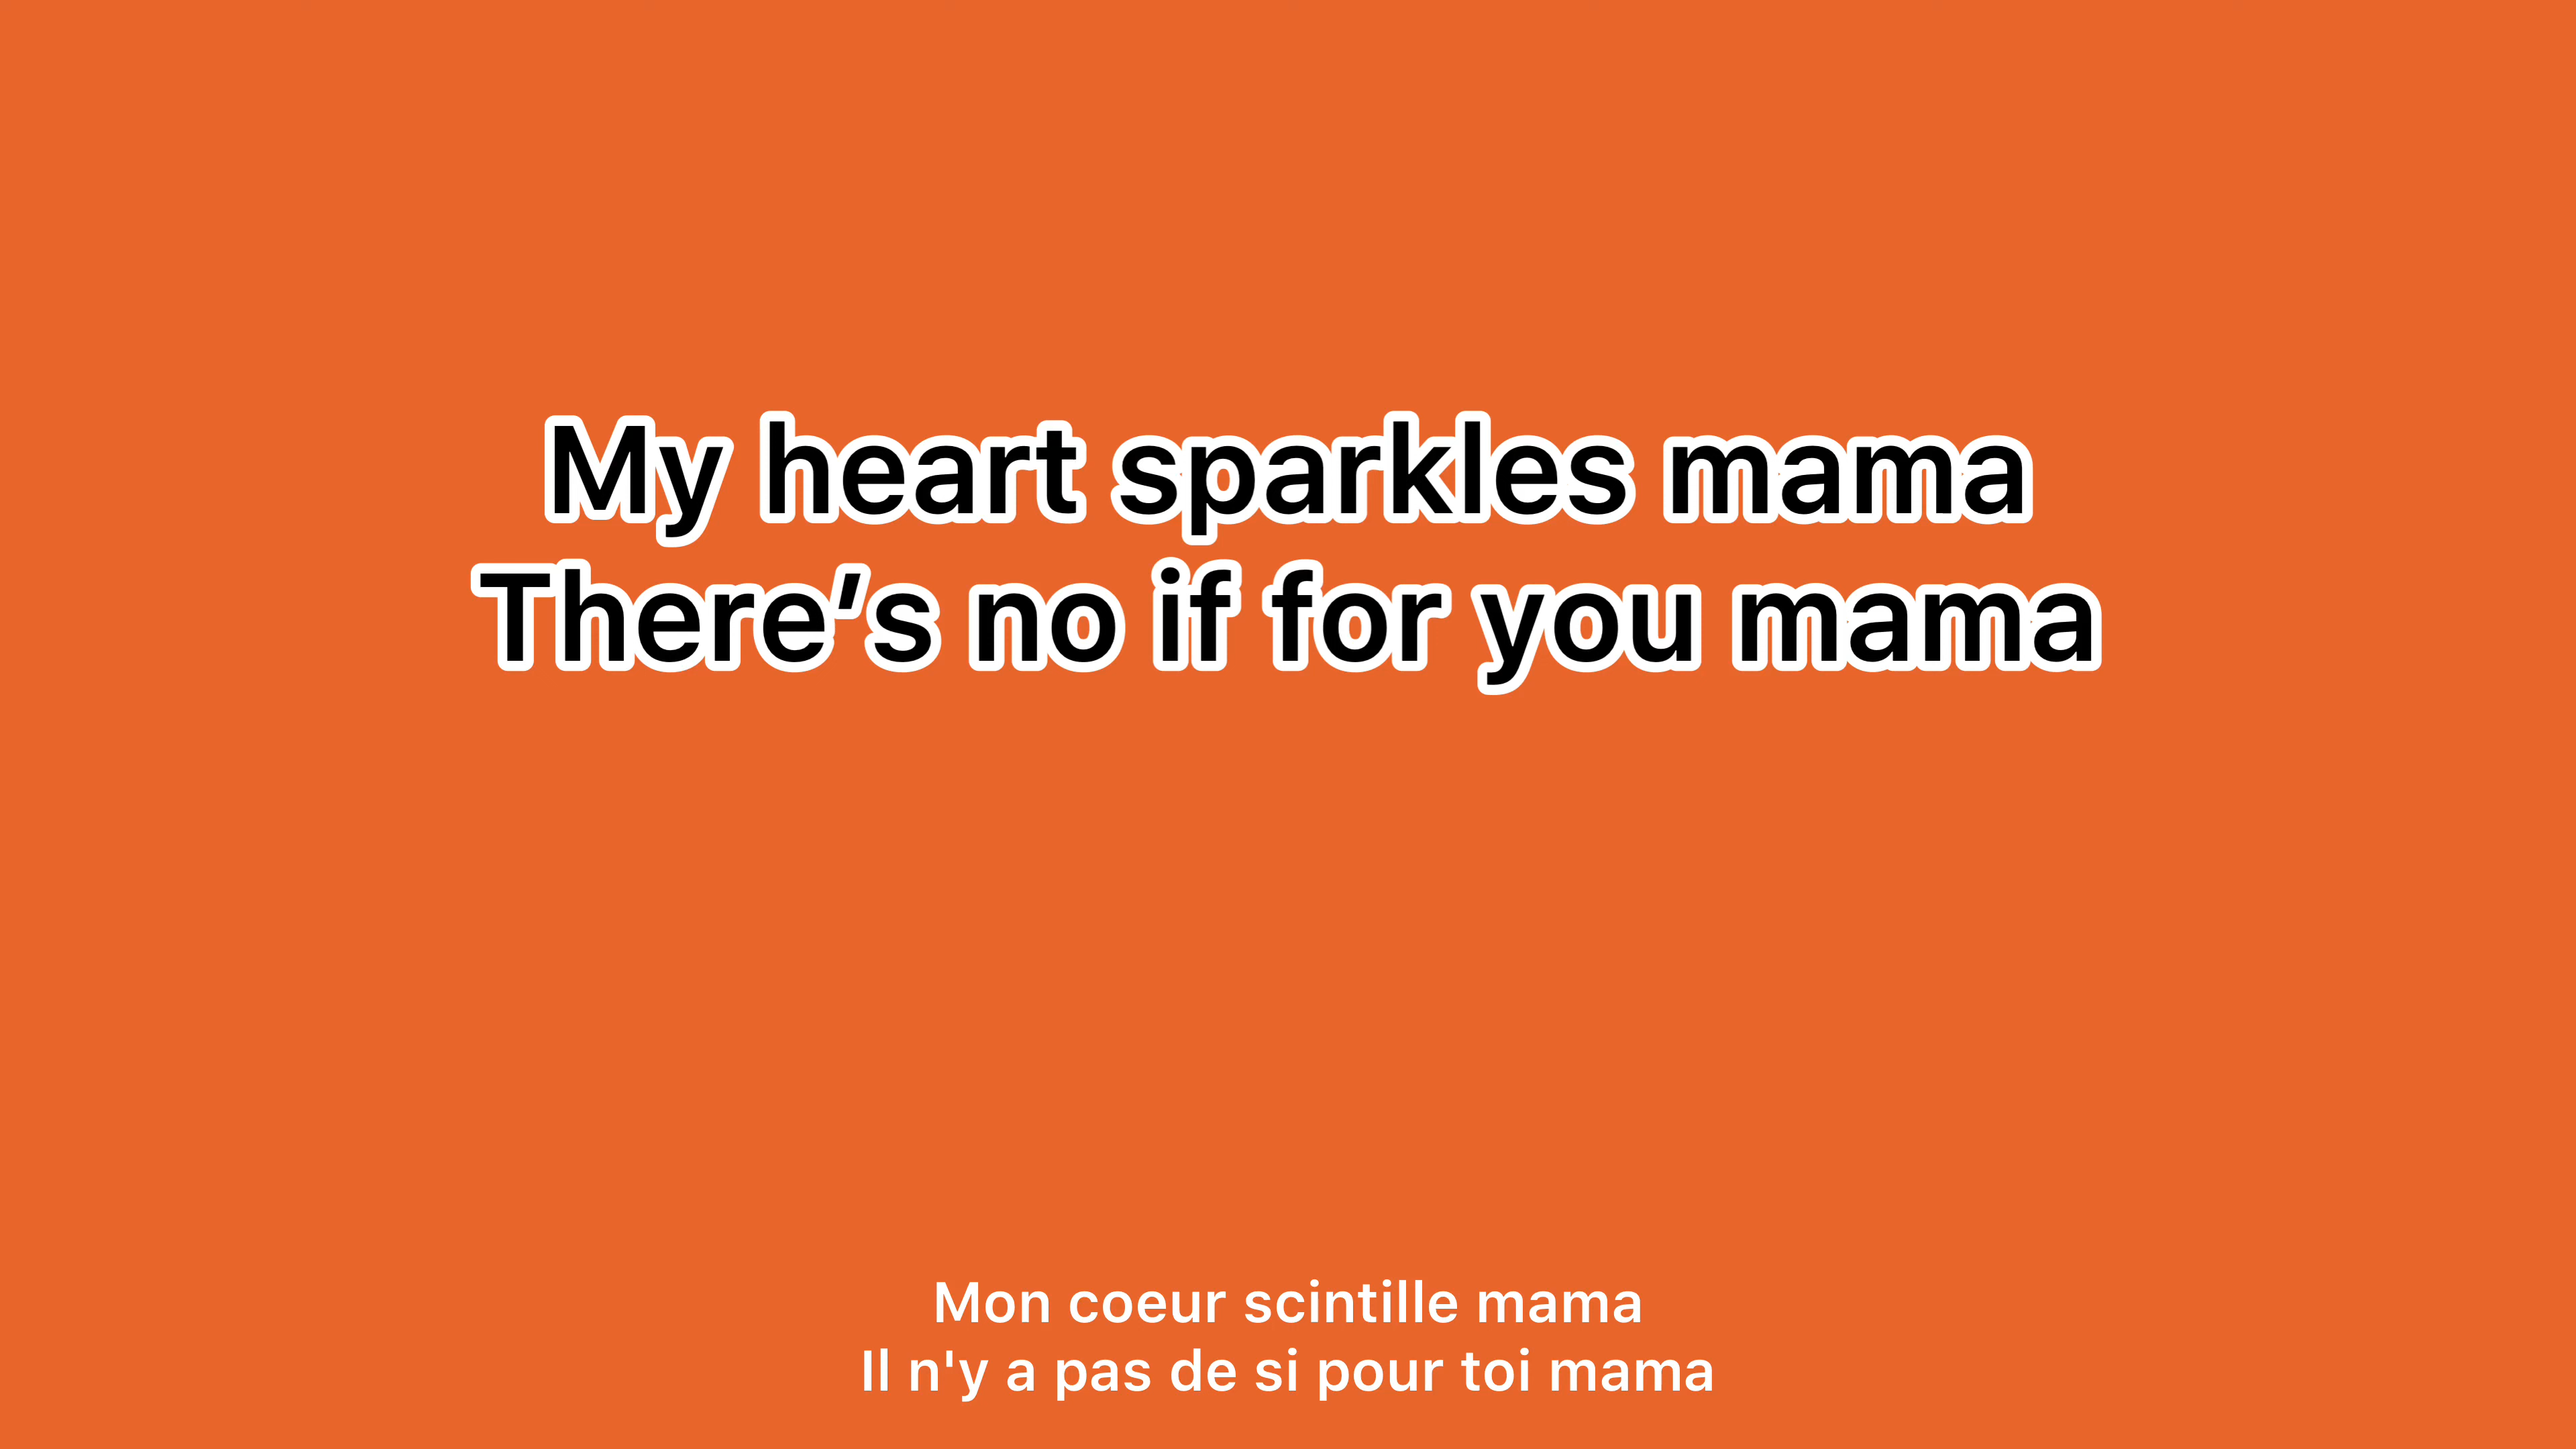 My heart sparkles mama
There’s no if for you mama
Mon coeur scintille mama
Il n'y a pas de si pour toi mama